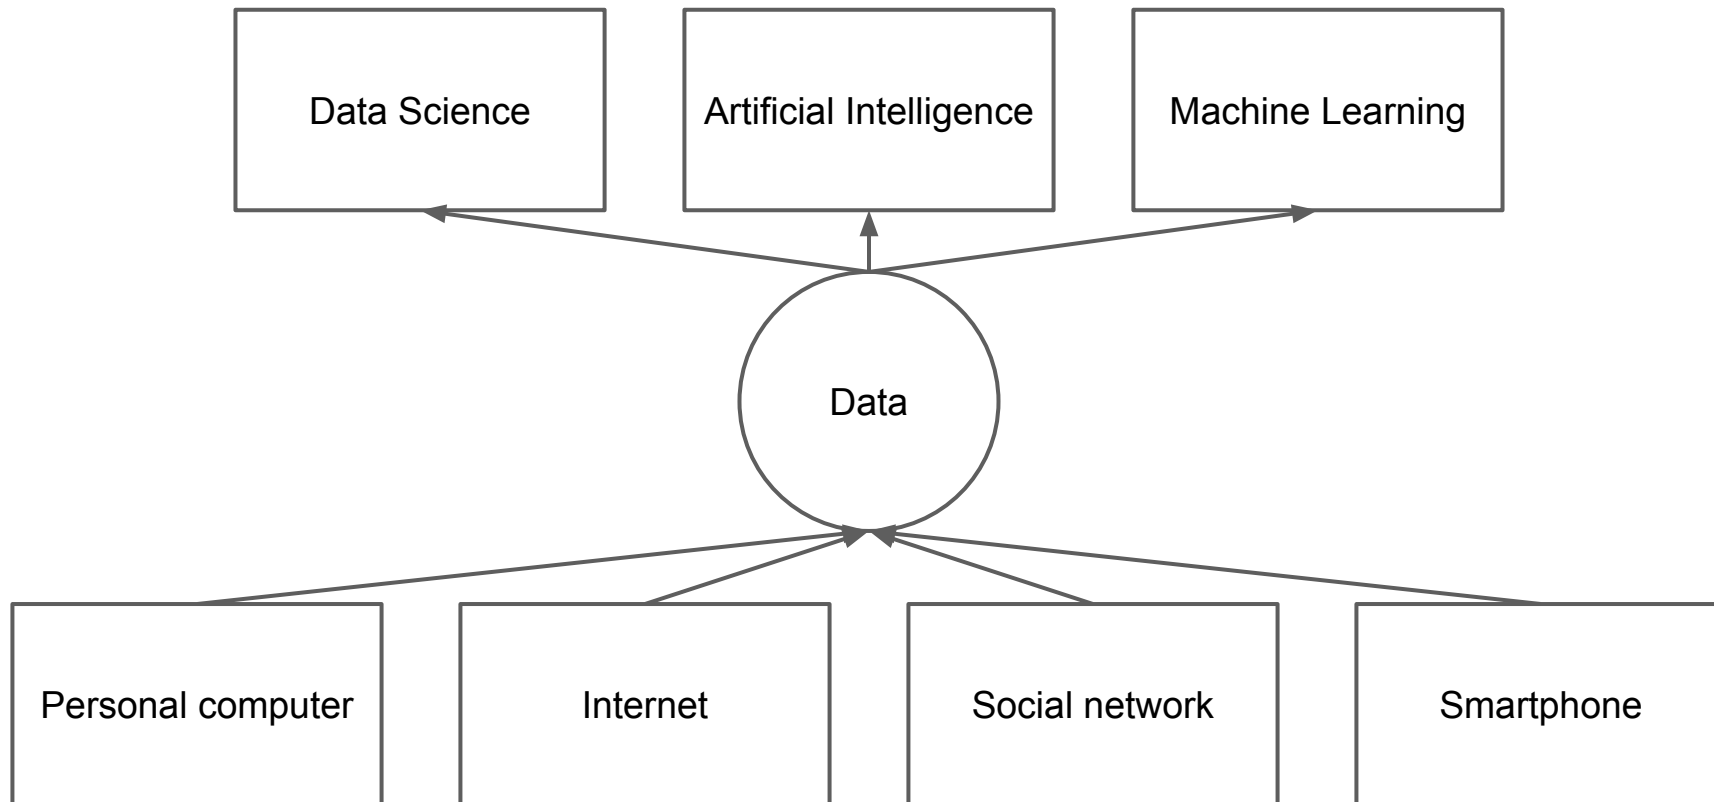 Data Science
Artificial Intelligence
Machine Learning
Data
Personal computer
Internet
Social network
Smartphone